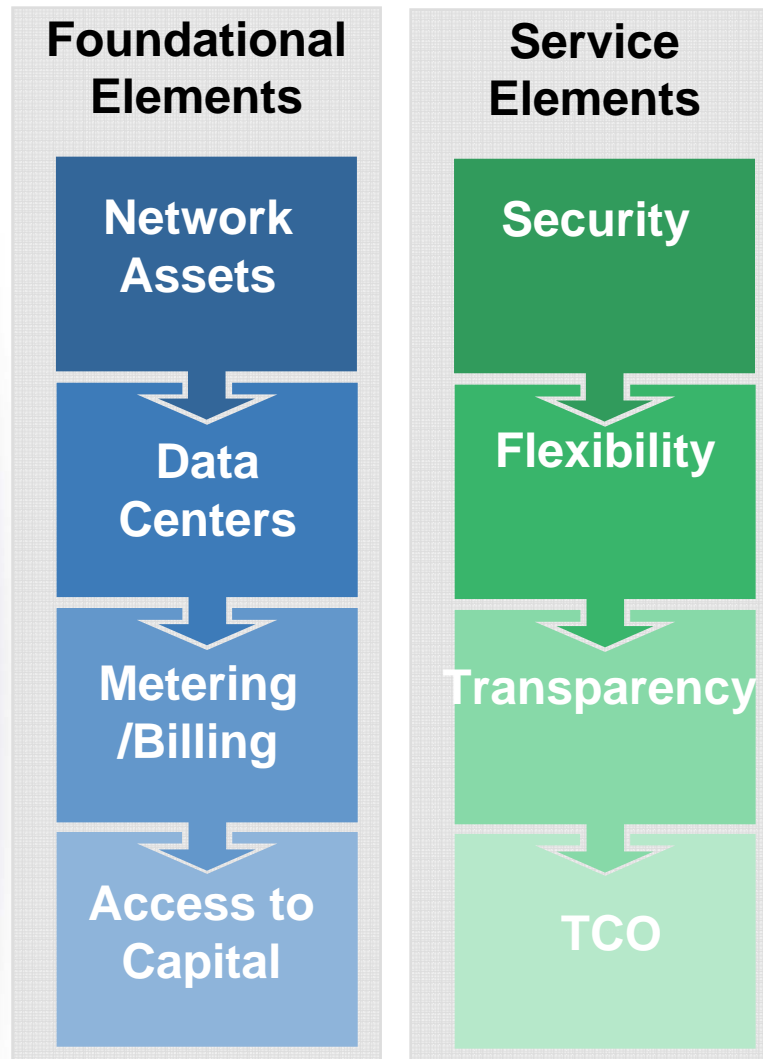 Foundational
Elements
Network
Assets
Data
Centers
Metering
/Billing
Access to
Capital
Service
Elements
Security
Flexibility
Transparency
TCO